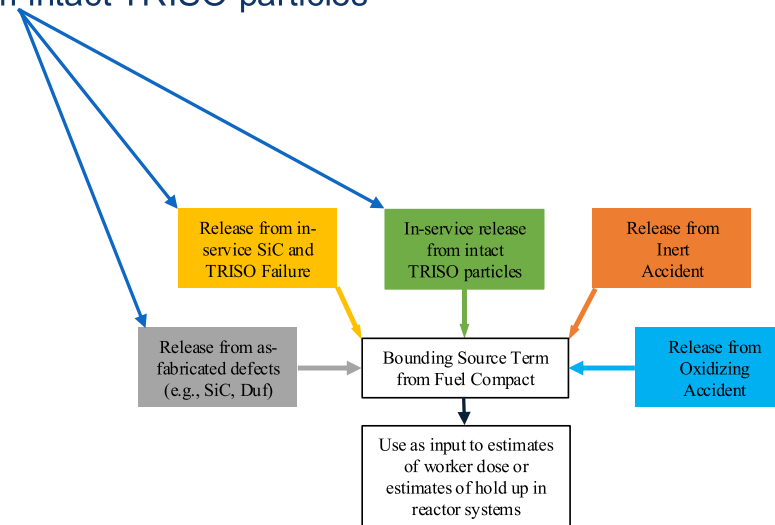 intact TRISO particles
Release from in-
service SiC and
TRISO Failure
In-service release
from intact
TRISO particles
Release from
Inert
Accident
Release from as-
fabricated defects
(e.g., SiC, Duf)
Bounding Source Term
from Fuel Compact
Release from
Oxidizing
Accident
Use as input to estimates
of worker dose or
estimates of hold up in
reactor systems